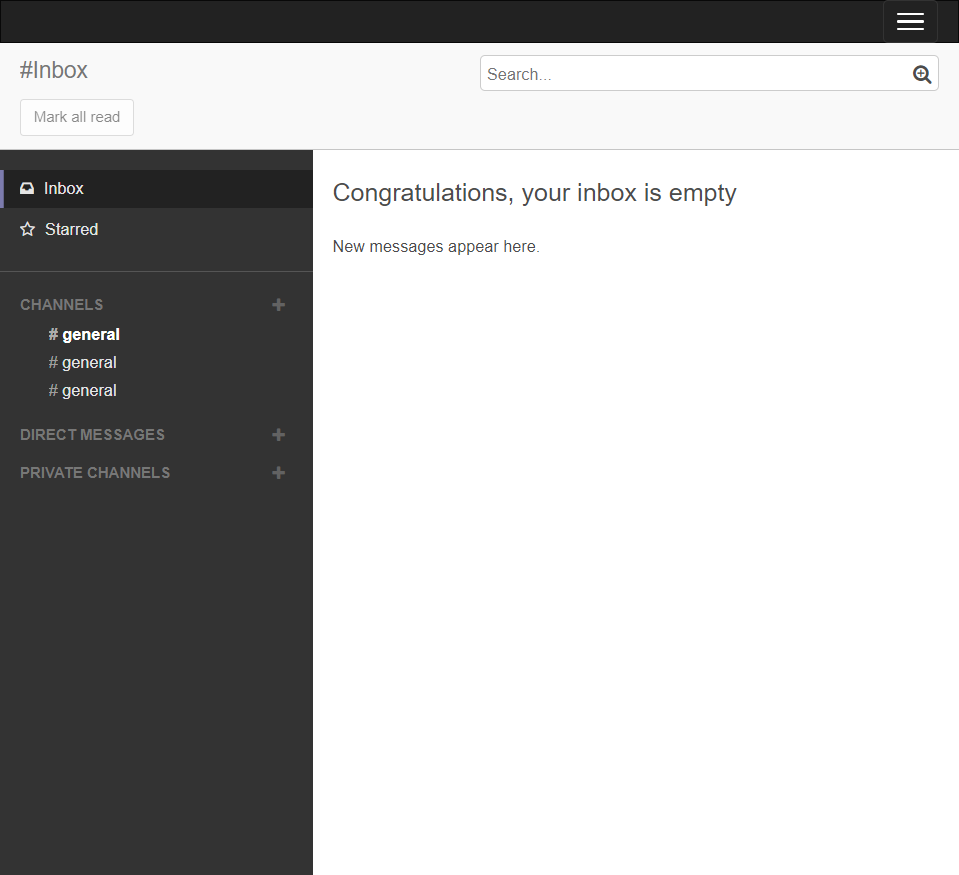 #Inbox
Search...
Mark all read
Inbox
Starred
CHANNELS
# general
# general
# general
DIRECT MESSAGES
PRIVATE CHANNELS
Congratulations, your inbox is empty
New messages appear here.